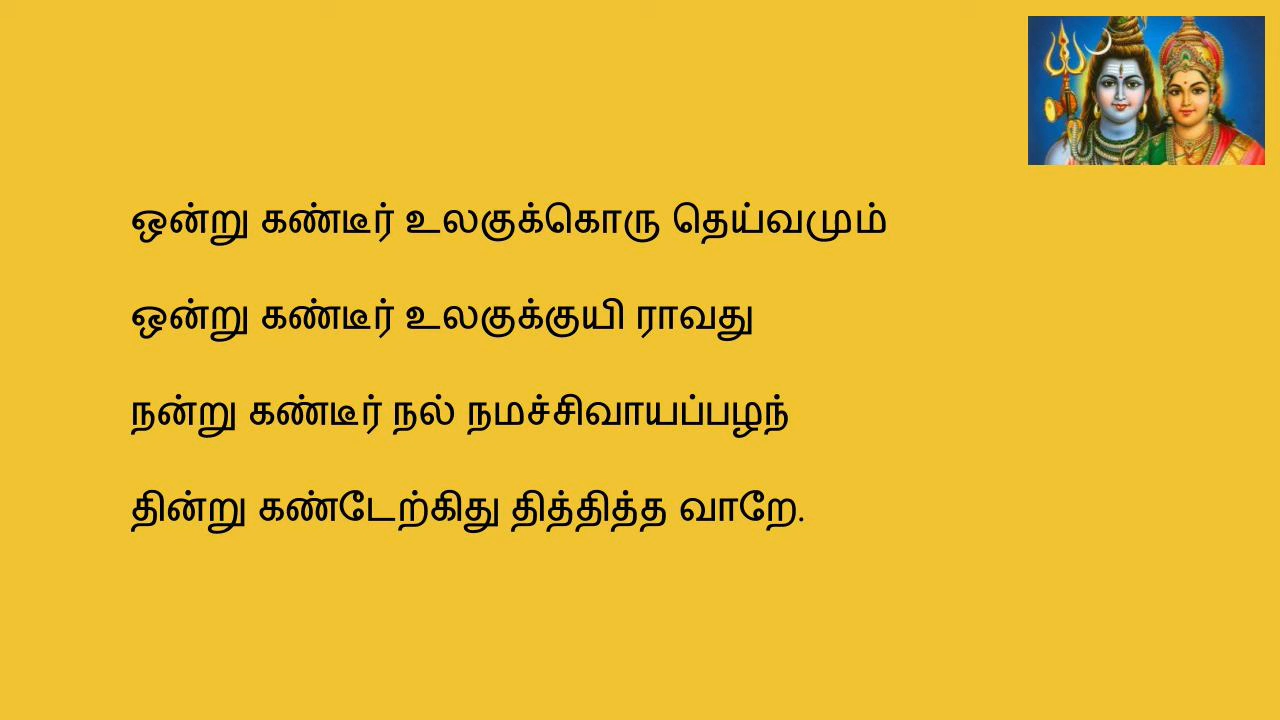 ஒன்று கண்டீர் உலகுக்கொரு தெய்வமும்
ஒன்று கண்டீர் உலகுக்குயி ராவது
நன்று கண்டீர் நல் நமச்சிவாயப்பழந்
தின்று கண்டேற்கிது தித்தித்த வாறே.